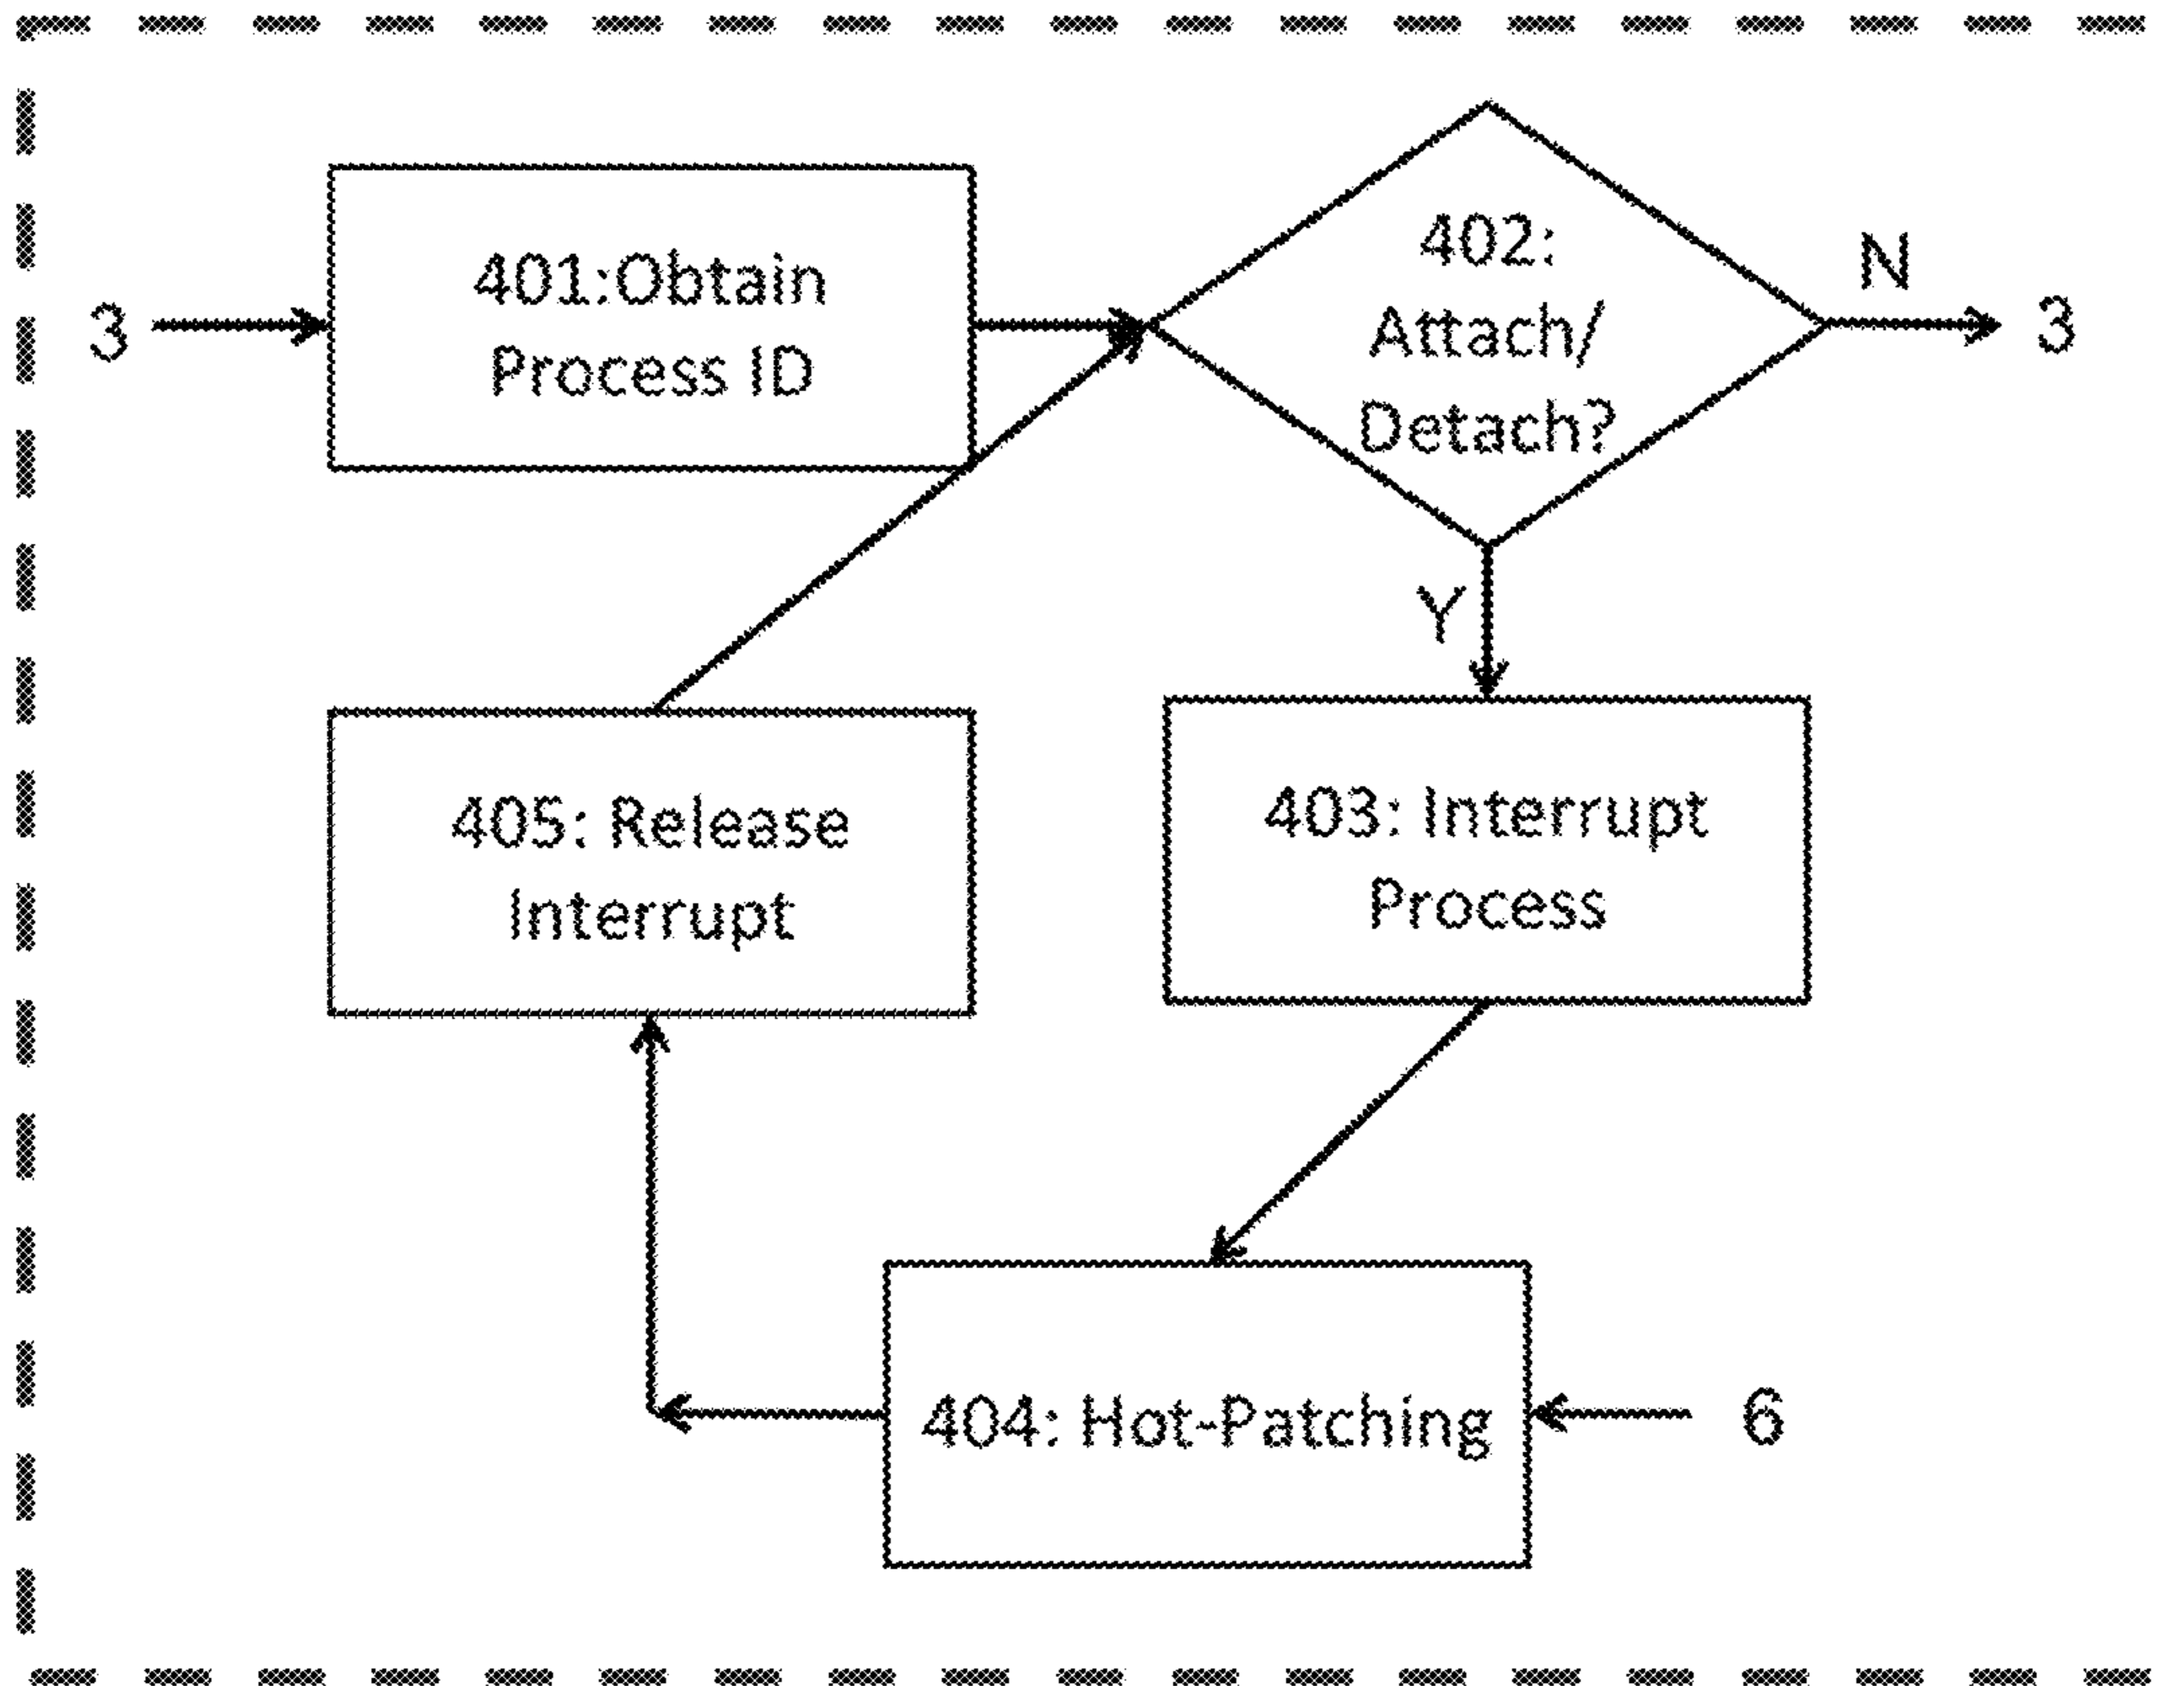 401:Obtain
Process ID
3
402:
Attach/
Detach?
N
3
Y
405: Release
Interrupt
403: Interrupt
Process
404: Hot-Patching
6